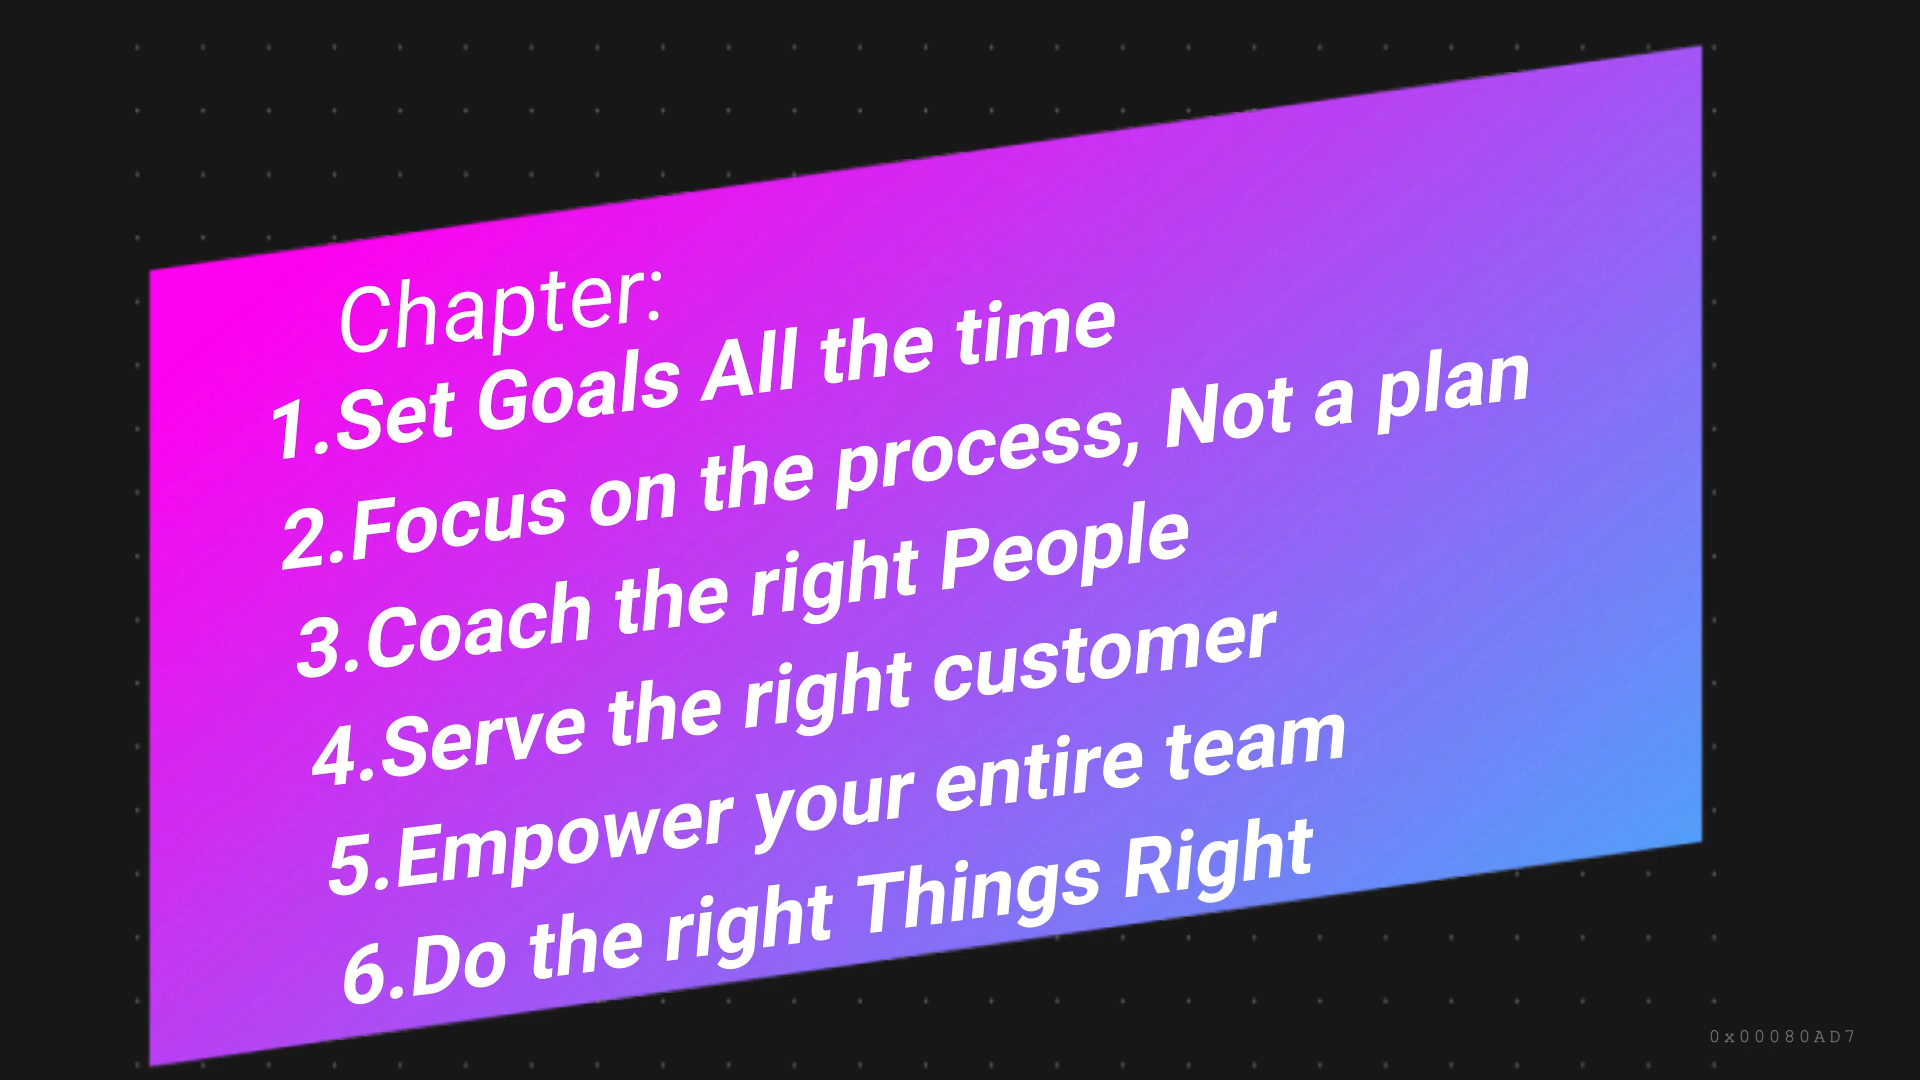 Chapter:
1.Set Goals All the time
2.Focus on the process, Not a plan
3.Coach the right People
4.Serve the right customer
5.Empower your entire team
6.Do the right Things Right
0x00080AD7